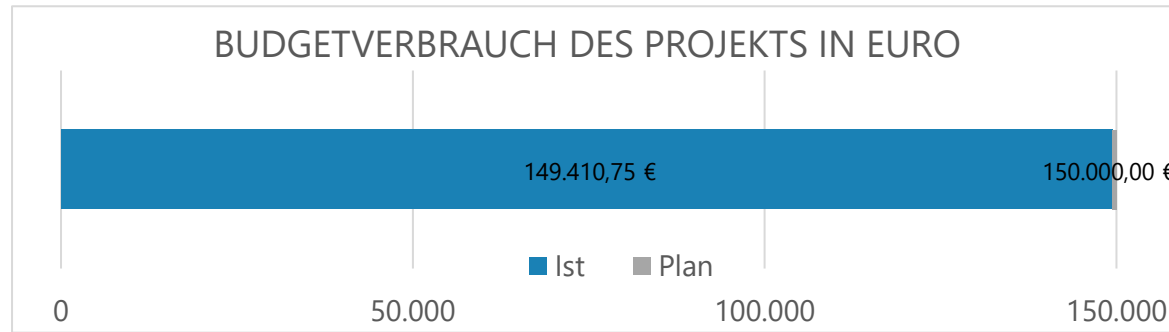 BUDGETVERBRAUCH DES PROJEKTS IN EURO
149.410,75 € 150.000,00 €
Ist Plan
0 50.000 100.000 150.000